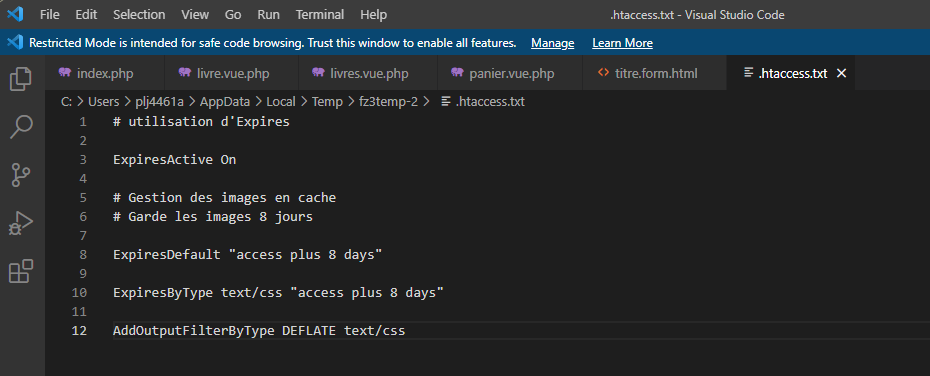 File Edit Selection View Go Run Terminal Help .htaccess.txt - Visual Studio Code
Restricted Mode is intended for safe code browsing. Trust this window to enable all features. Manage Learn More
index.php livre.vue.php livres.vue.php panier.vue.php <> titre.form.html .htaccess.txt ×
C: > Users > plj4461a > AppData > Local > Temp > fz3temp-2 > .htaccess.txt
1 # utilisation d'Expires
2
3 ExpiresActive On
4
5 # Gestion des images en cache
6 # Garde les images 8 jours
7
8 ExpiresDefault "access plus 8 days"
9
10 ExpiresByType text/css "access plus 8 days"
11
12 AddOutputFilterByType DEFLATE text/css